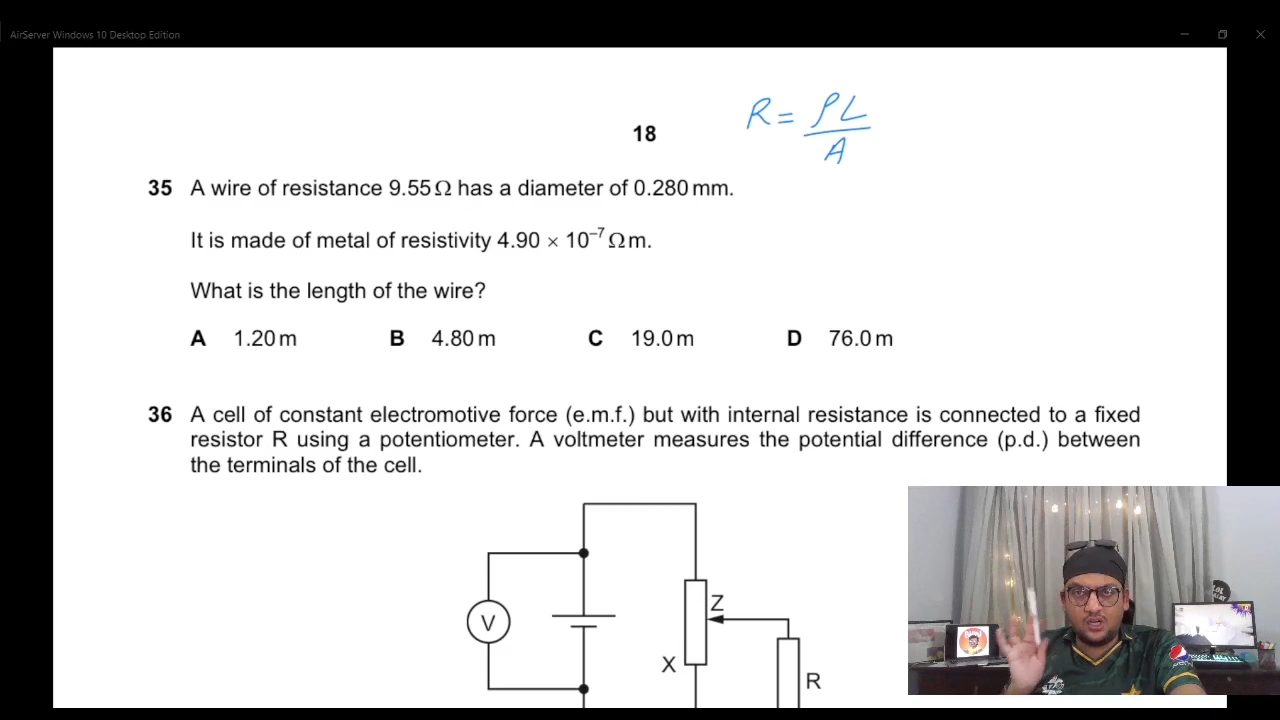 AirServer Windows 10 Desktop Edition
R = ρL/A
18
35 A wire of resistance 9.55 Ω has a diameter of 0.280 mm.
It is made of metal of resistivity 4.90 × 10⁻⁷ Ω m.
What is the length of the wire?
A 1.20 m B 4.80 m C 19.0 m D 76.0 m
36 A cell of constant electromotive force (e.m.f.) but with internal resistance is connected to a fixed
resistor R using a potentiometer. A voltmeter measures the potential difference (p.d.) between
the terminals of the cell.
V
Z
X
R